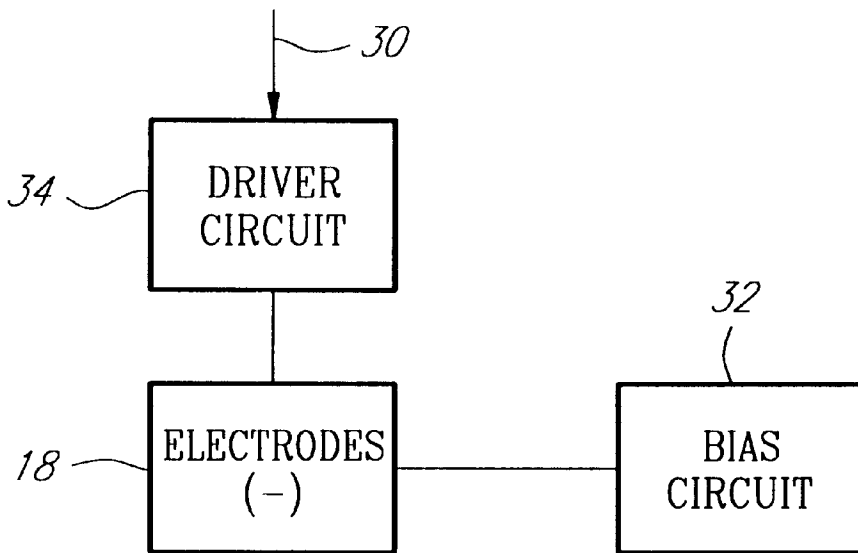 30
34
DRIVER
CIRCUIT
32
18
ELECTRODES
(-)
BIAS
CIRCUIT